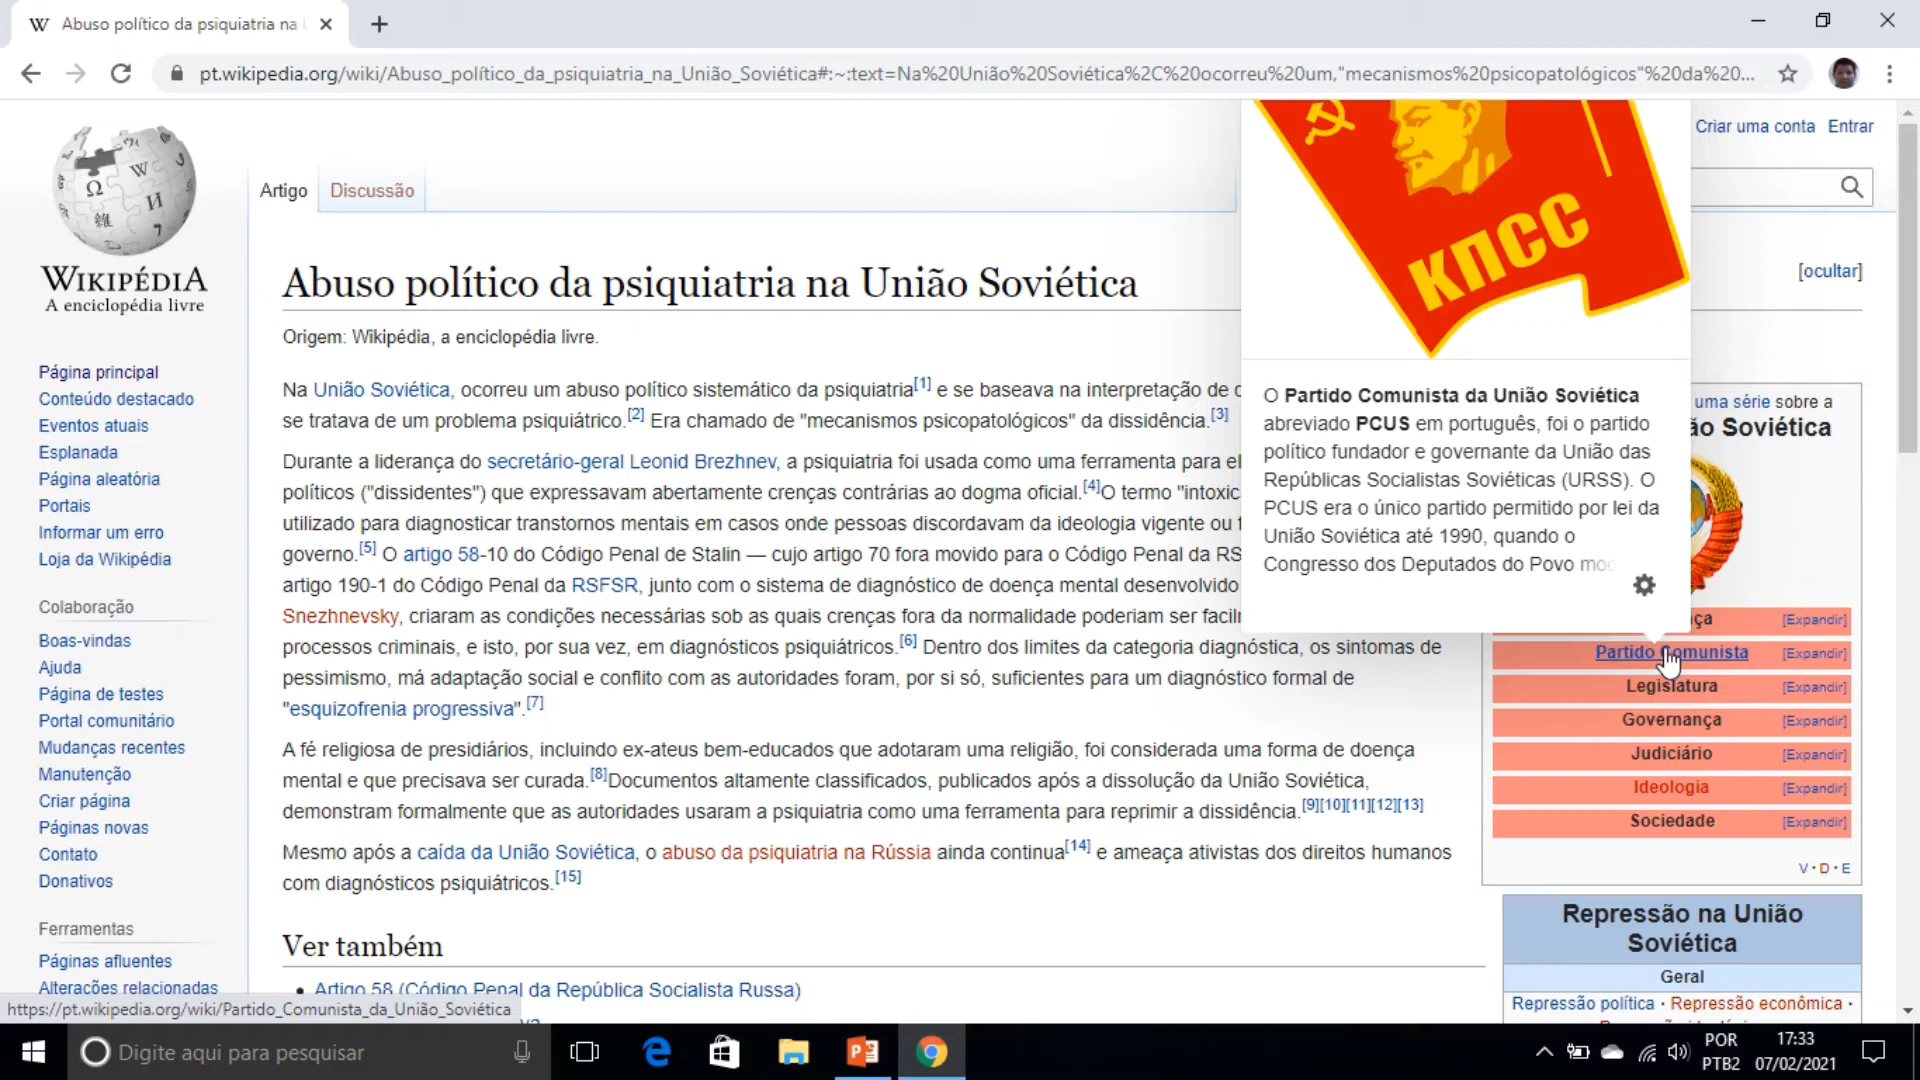 Abuso político da psiquiatria na
pt.wikipedia.org/wiki/Abuso_político_da_psiquiatria_na_União_Soviética#:~:text=Na%20União%20Soviética%2C%20ocorreu%20um,"mecanismos%20psicopatológicos"%20da%20...
Criar uma conta Entrar
WIKIPÉDIA
A enciclopédia livre
Artigo Discussão
[ocultar]
Abuso político da psiquiatria na União Soviética
Origem: Wikipédia, a enciclopédia livre.
Na União Soviética, ocorreu um abuso político sistemático da psiquiatria[1] e se baseava na interpretação de
se tratava de um problema psiquiátrico.[2] Era chamado de "mecanismos psicopatológicos" da dissidência.[3]
Durante a liderança do secretário-geral Leonid Brezhnev, a psiquiatria foi usada como uma ferramenta para
políticos ("dissidentes") que expressavam abertamente crenças contrárias ao dogma oficial.[4]O termo
utilizado para diagnosticar transtornos mentais em casos onde pessoas discordavam da ideologia vigente ou
governo.[5] O artigo 58-10 do Código Penal de Stalin — cujo artigo 70 fora movido para o Código Penal da
artigo 190-1 do Código Penal da RSFSR, junto com o sistema de diagnóstico de doença mental desenvolvido
Snezhnevsky, criaram as condições necessárias sob as quais crenças fora da normalidade poderiam ser
processos criminais, e isto, por sua vez, em diagnósticos psiquiátricos.[6] Dentro dos limites da categoria diagnóstica, os sintomas de
pessimismo, má adaptação social e conflito com as autoridades foram, por si só, suficientes para um diagnóstico formal de
"esquizofrenia progressiva".[7]
A fé religiosa de presidiários, incluindo ex-ateus bem-educados que adotaram uma religião, foi considerada uma forma de doença
mental e que precisava ser curada.[8]Documentos altamente classificados, publicados após a dissolução da União Soviética,
demonstram formalmente que as autoridades usaram a psiquiatria como uma ferramenta para reprimir a dissidência.[9][10][11][12][13]
Mesmo após a caída da União Soviética, o abuso da psiquiatria na Rússia ainda continua[14] e ameaça ativistas dos direitos humanos
com diagnósticos psiquiátricos.[15]
Ver também
• Artigo 58 (Código Penal da República Socialista Russa)
КПСС
O Partido Comunista da União Soviética
abreviado PCUS em português, foi o partido
político fundador e governante da União das
Repúblicas Socialistas Soviéticas (URSS). O
PCUS era o único partido permitido por lei da
União Soviética até 1990, quando o
Congresso dos Deputados do Povo
uma série sobre a
Soviética
[Expandir]
Partido Comunista [Expandir]
Legislatura [Expandir]
Governança [Expandir]
Judiciário [Expandir]
Ideologia [Expandir]
Sociedade [Expandir]
V • D • E
Repressão na União
Soviética
Geral
Repressão política · Repressão econômica ·
Página principal
Conteúdo destacado
Eventos atuais
Esplanada
Página aleatória
Portais
Informar um erro
Loja da Wikipédia
Colaboração
Boas-vindas
Ajuda
Página de testes
Portal comunitário
Mudanças recentes
Manutenção
Criar página
Páginas novas
Contato
Donativos
Ferramentas
Páginas afluentes
Alterações relacionadas
https://pt.wikipedia.org/wiki/Partido_Comunista_da_União_Soviética
Digite aqui para pesquisar
POR
PTB2
17:33
07/02/2021